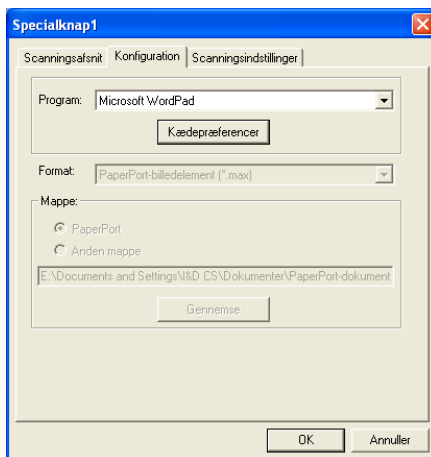 Specialknap1
Scanningsafsnit Konfiguration Scanningsindstillinger
Program: Microsoft WordPad
Kædepræferencer
Format: PaperPort-billedelement (*.max)
Mappe:
PaperPort
Anden mappe
E:\Documents and Settings\I&D CS\Dokumenter\PaperPort-dokument
Gennemse
OK Annuller